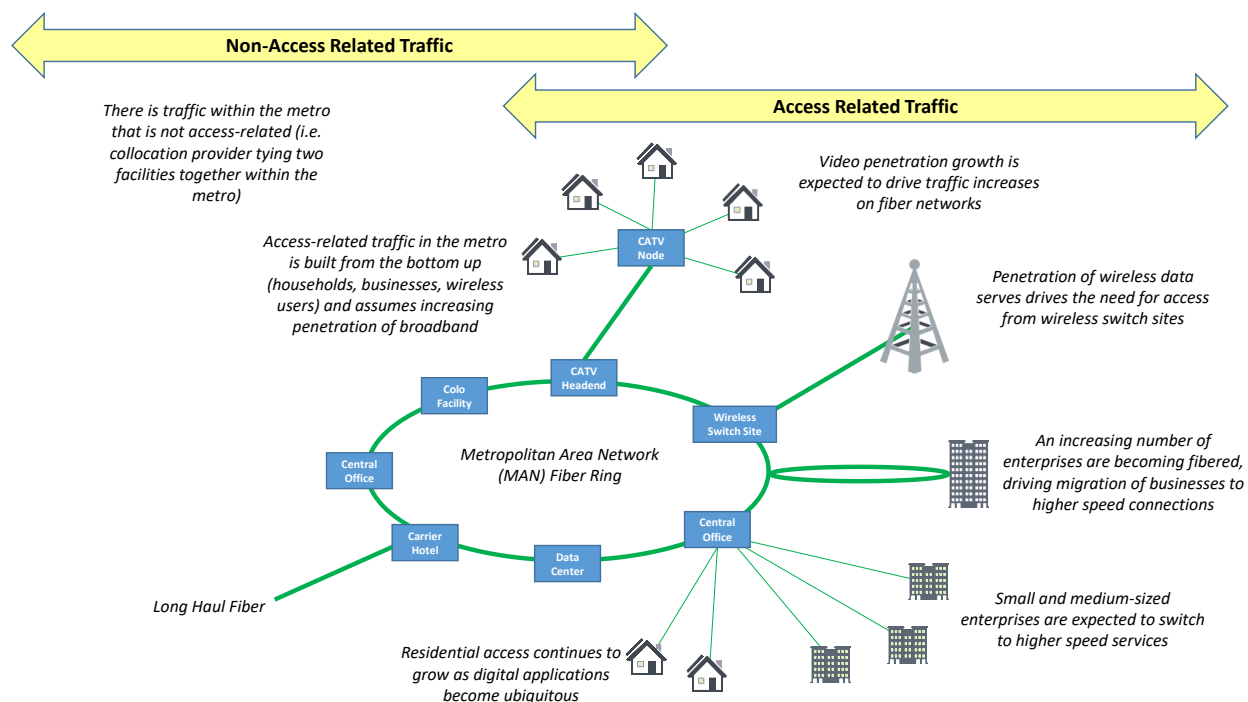 Non-Access Related Traffic
Access Related Traffic
There is traffic within the metro
that is not access-related (i.e.
collocation provider tying two
facilities together within the
metro)
Video penetration growth is
expected to drive traffic increases
on fiber networks
Access-related traffic in the metro
is built from the bottom up
(households, businesses, wireless
users) and assumes increasing
penetration of broadband
CATV
Node
Penetration of wireless data
serves drives the need for access
from wireless switch sites
CATV
Headend
Colo
Facility
Wireless
Switch Site
Central
Office
Metropolitan Area Network
(MAN) Fiber Ring
An increasing number of
enterprises are becoming fibered,
driving migration of businesses to
higher speed connections
Carrier
Hotel
Data
Center
Central
Office
Long Haul Fiber
Small and medium-sized
enterprises are expected to switch
to higher speed services
Residential access continues to
grow as digital applications
become ubiquitous